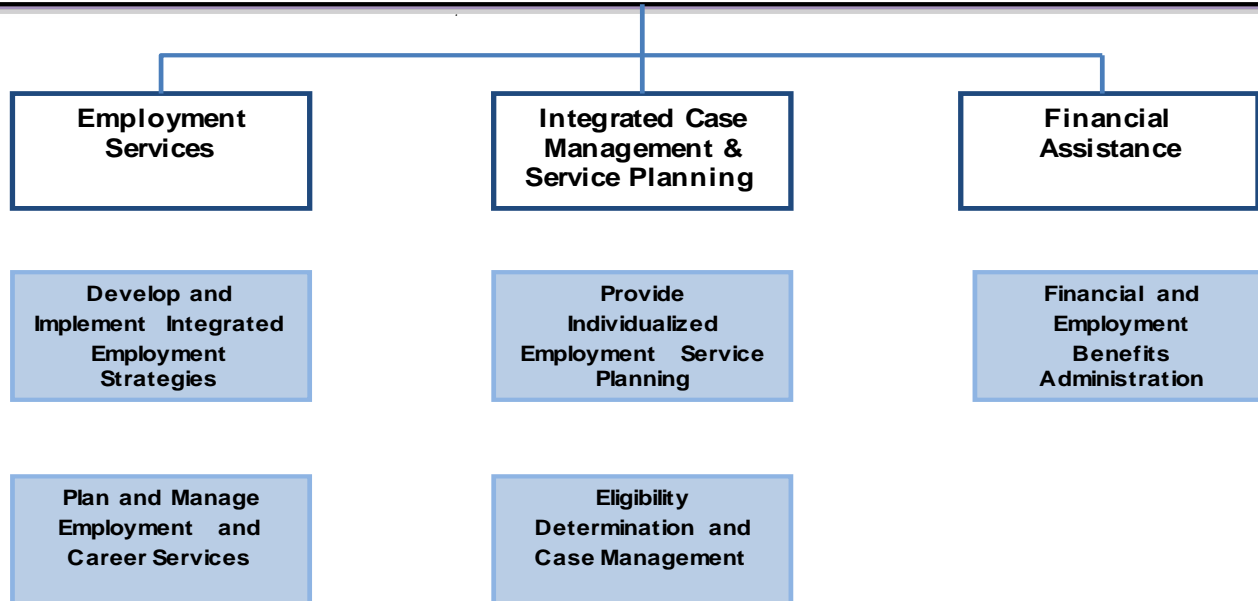 Employment
Services
Integrated Case
Management &
Service Planning
Financial
Assistance
Develop and
Implement Integrated
Employment
Strategies
Provide
Individualized
Employment Service
Planning
Financial and
Employment
Benefits
Administration
Plan and Manage
Employment and
Career Services
Eligibility
Determination and
Case Management